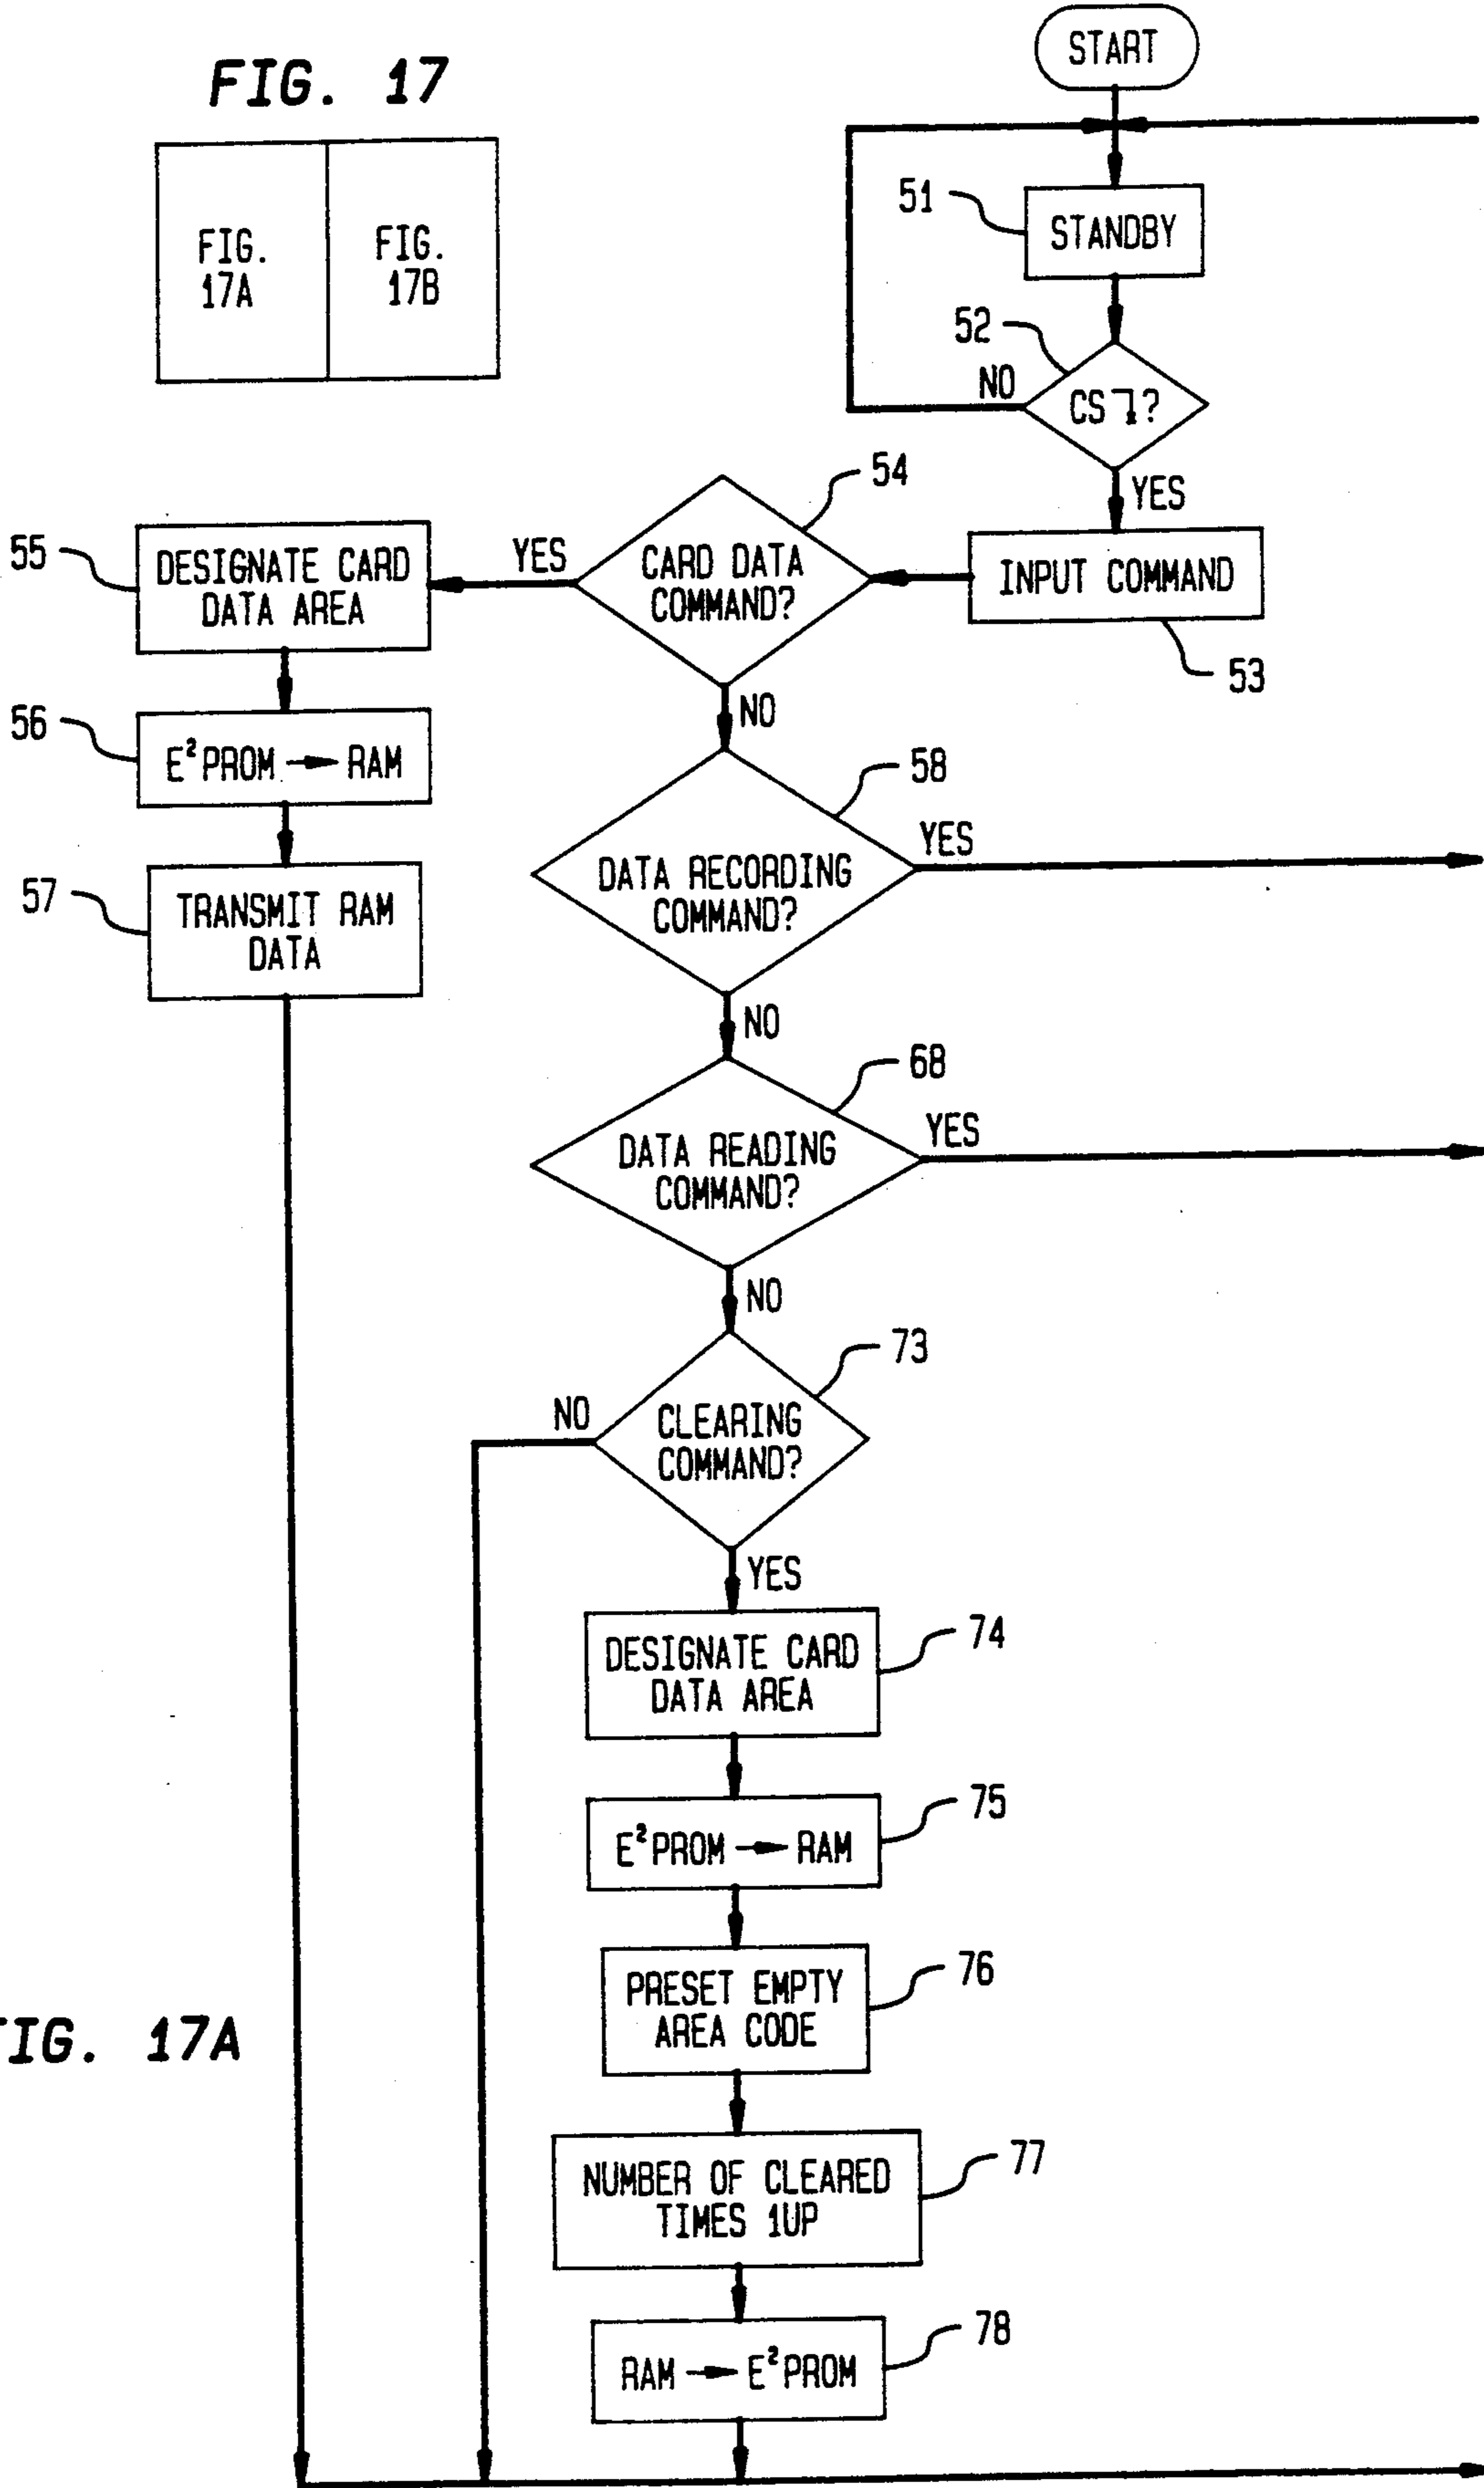 FIG. 17
FIG.
17A
FIG.
17B
START
51
STANDBY
52
NO
CS ?
YES
54
55
DESIGNATE CARD
DATA AREA
YES
CARD DATA
COMMAND?
INPUT COMMAND
53
NO
56
E²PROM → RAM
58
YES
57
TRANSMIT RAM
DATA
DATA RECORDING
COMMAND?
NO
68
YES
DATA READING
COMMAND?
NO
73
NO
CLEARING
COMMAND?
YES
74
DESIGNATE CARD
DATA AREA
75
E²PROM → RAM
76
PRESET EMPTY
AREA CODE
FIG. 17A
77
NUMBER OF CLEARED
TIMES 1UP
78
RAM → E²PROM